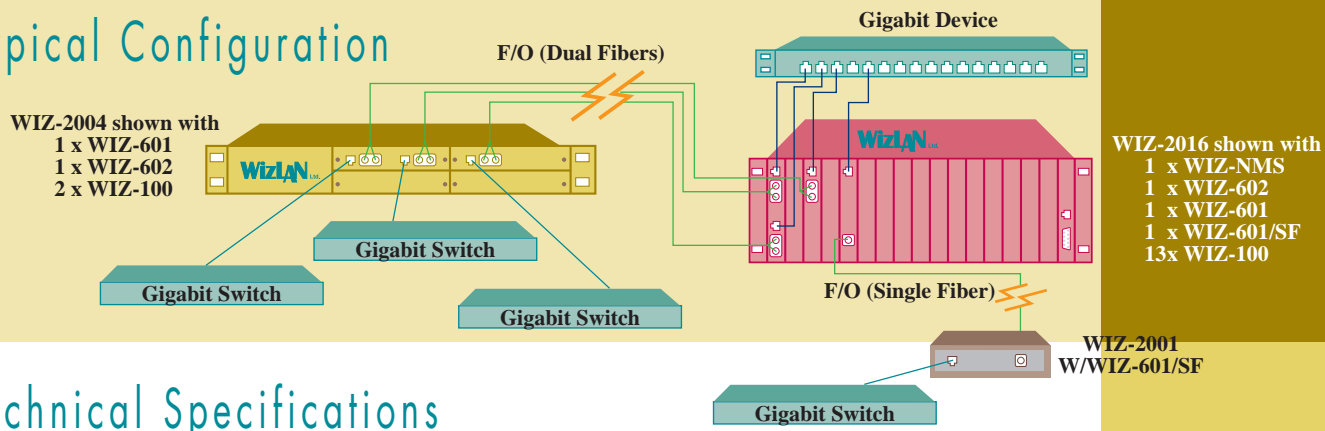 pical Configuration
Gigabit Device
F/O (Dual Fibers)
WIZ-2004 shown with
1 x WIZ-601
1 x WIZ-602
2 x WIZ-100
WizLAN LTD.
WizLAN
WIZ-2016 shown with
1 x WIZ-NMS
1 x WIZ-602
1 x WIZ-601
1 x WIZ-601/SF
13x WIZ-100
Gigabit Switch
Gigabit Switch
Gigabit Switch
F/O (Single Fiber)
WIZ-2001
W/WIZ-601/SF
Gigabit Switch
chnical Specifications